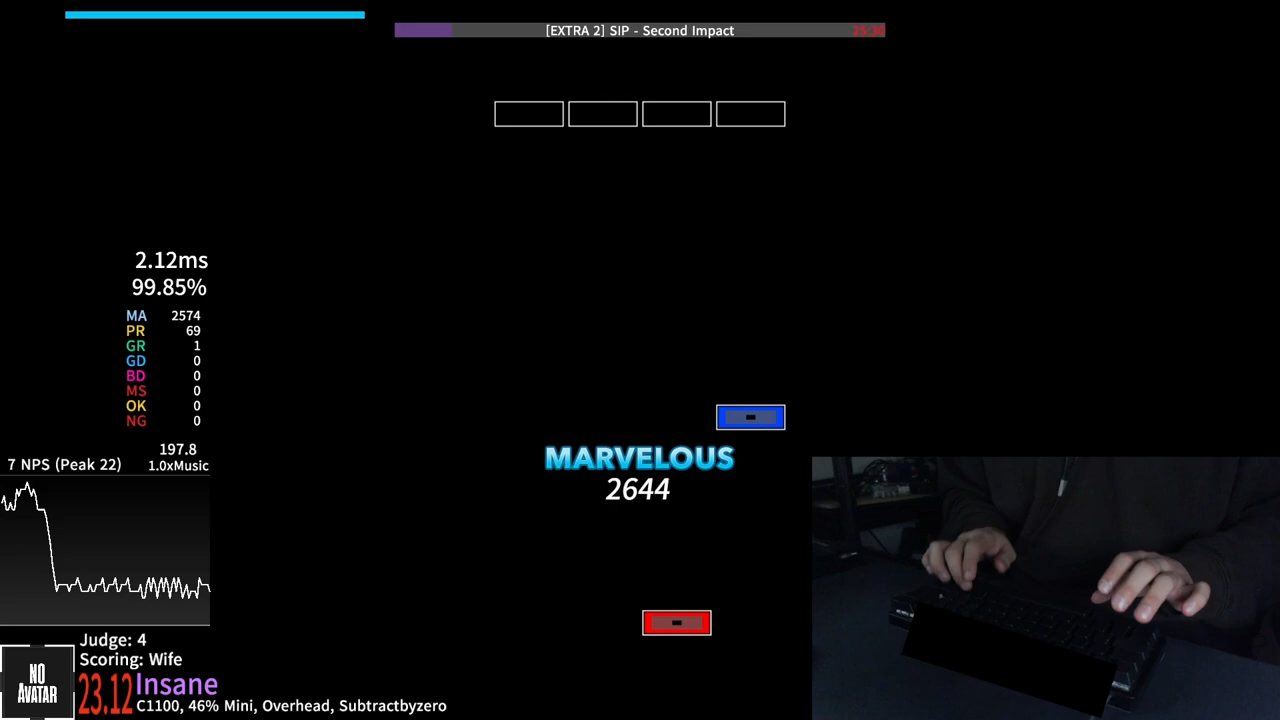 [EXTRA 2] SIP - Second Impact
25:30
2.12ms
99.85%
MA 2574
PR 69
GR 1
GD 0
BD 0
MS 0
OK 0
NG 0
197.8
7 NPS (Peak 22) 1.0xMusic
MARVELOUS
2644
Judge: 4
Scoring: Wife
NO AVATAR
23.12 Insane
C1100, 46% Mini, Overhead, Subtractbyzero